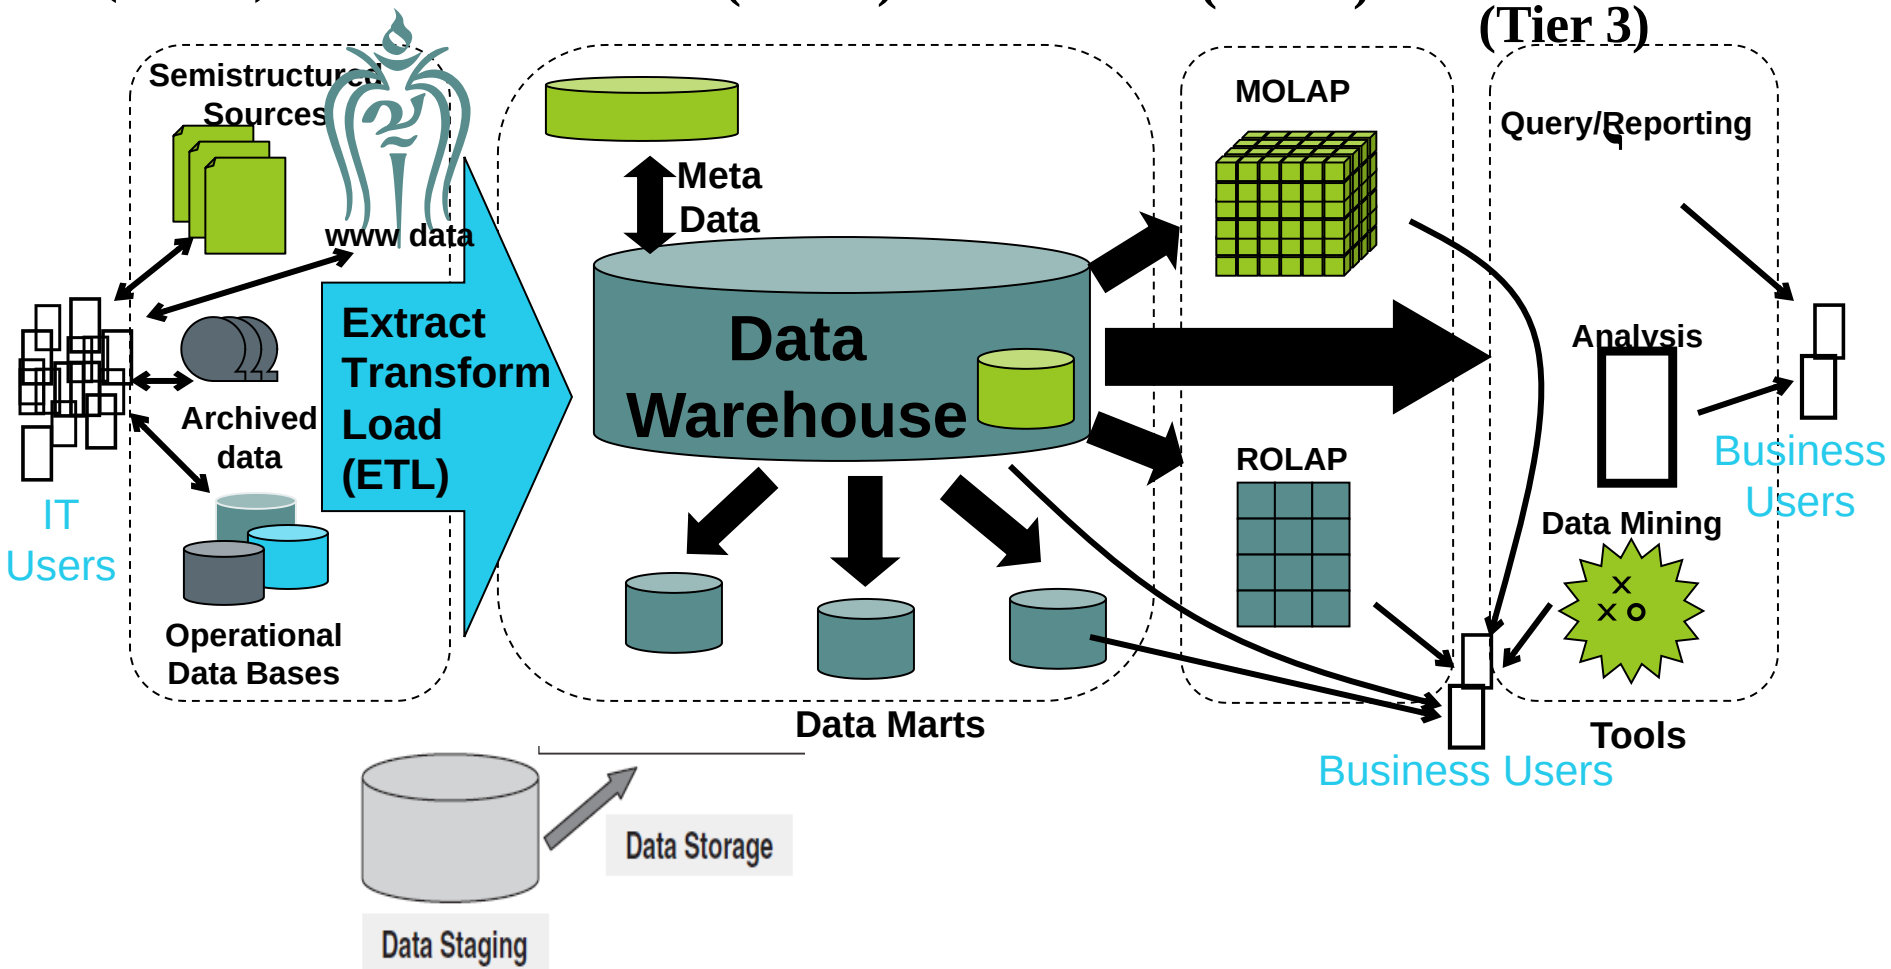 (Tier 3)
Semistructured
Sources
www data
Archived
data
Operational
Data Bases
IT
Users
Extract
Transform
Load
(ETL)
Meta
Data
Data
Warehouse
Data Marts
MOLAP
ROLAP
Query/Reporting
Analysis
Data Mining
Tools
Business
Users
Business Users
Data Storage
Data Staging